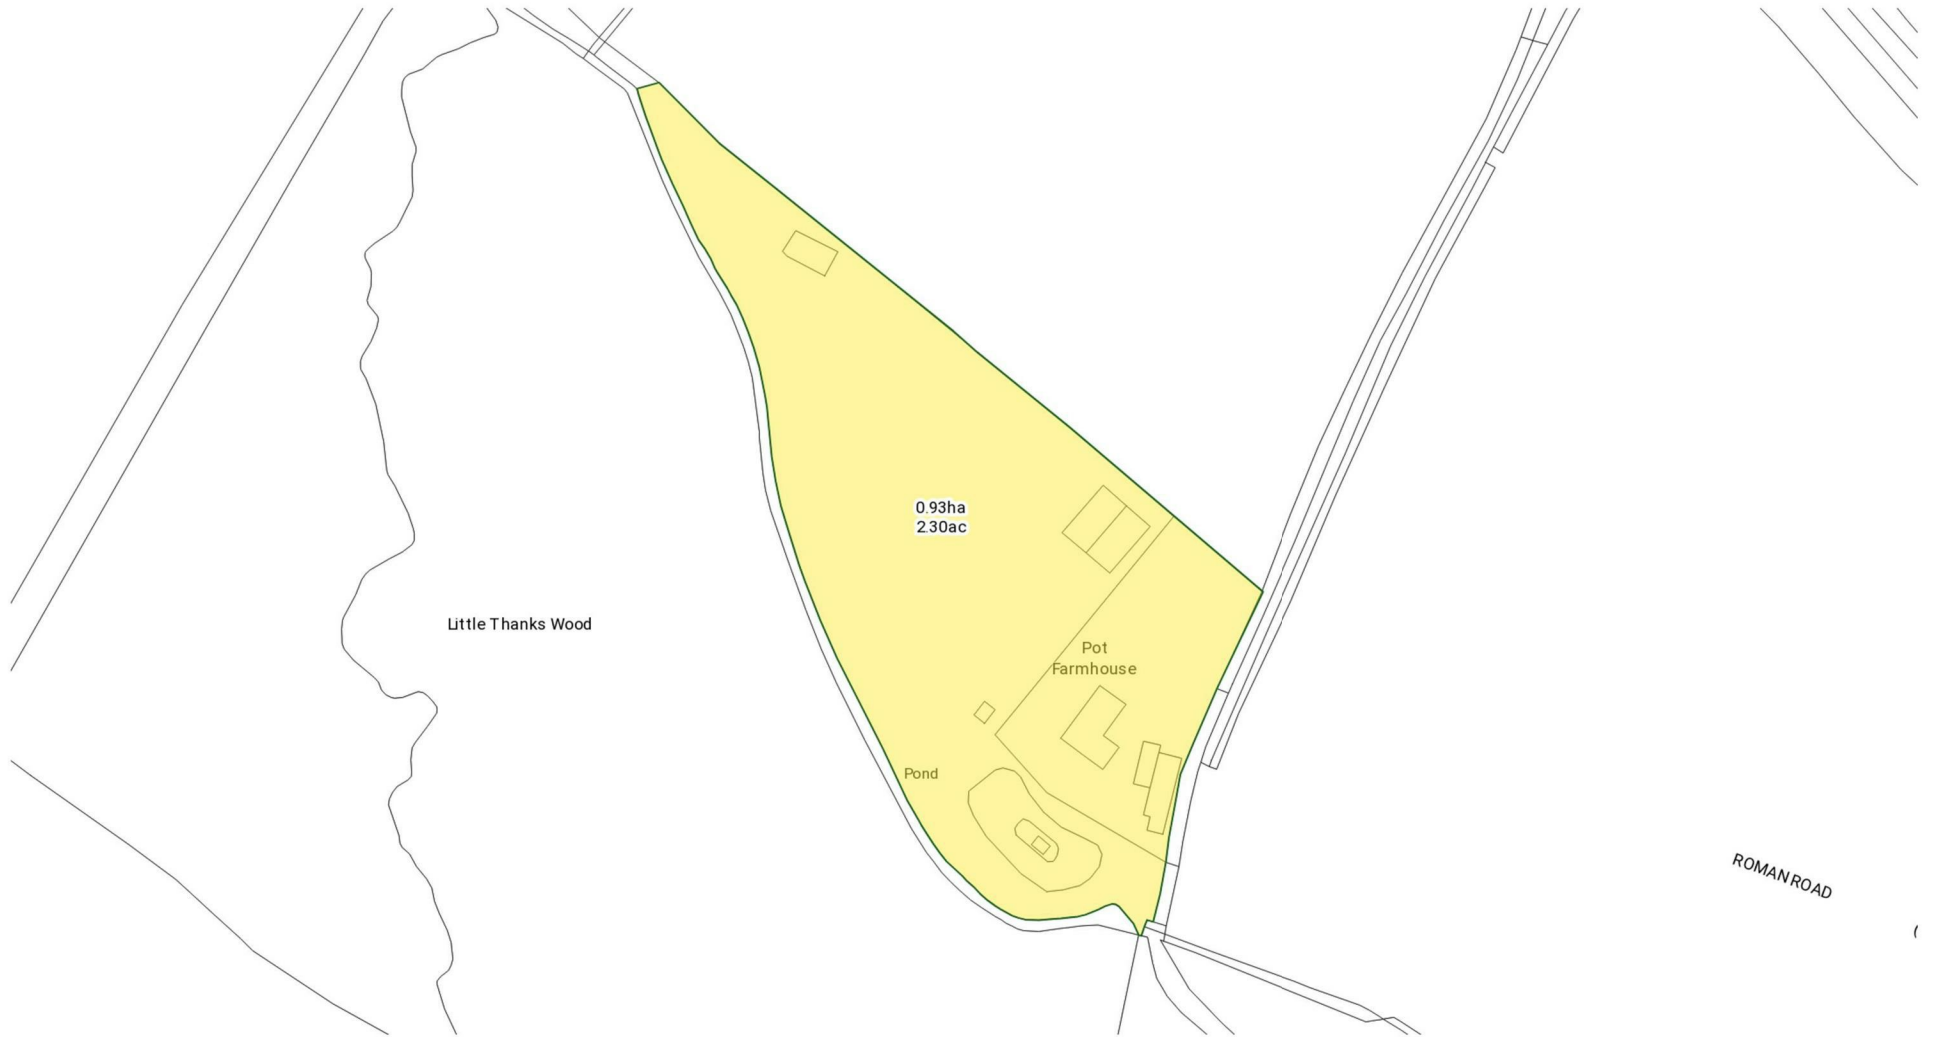 0.93ha
2.30ac
Little Thanks Wood
Pot
Farmhouse
Pond
ROMAN ROAD
(